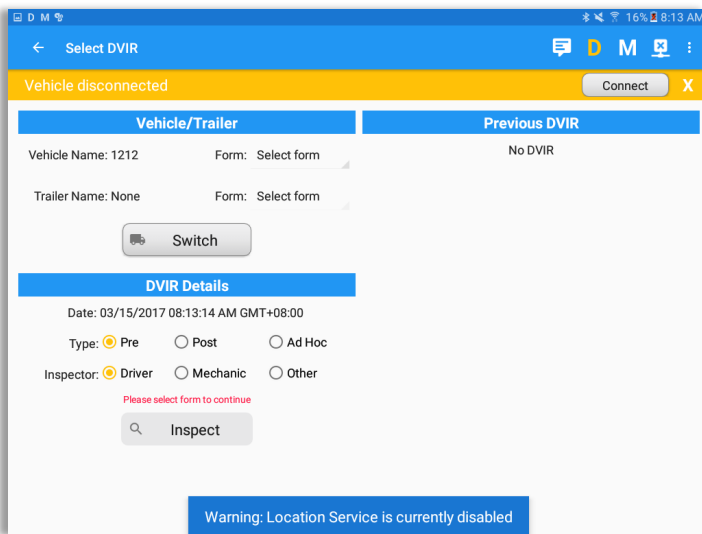 D M 16% 8:13 AM
Select DVIR D M
Vehicle disconnected Connect X
Vehicle/Trailer
Vehicle Name: 1212 Form: Select form
Trailer Name: None Form: Select form
Switch
DVIR Details
Date: 03/15/2017 08:13:14 AM GMT+08:00
Type: Pre Post Ad Hoc
Inspector: Driver Mechanic Other
Please select form to continue
Inspect
Previous DVIR
No DVIR
Warning: Location Service is currently disabled